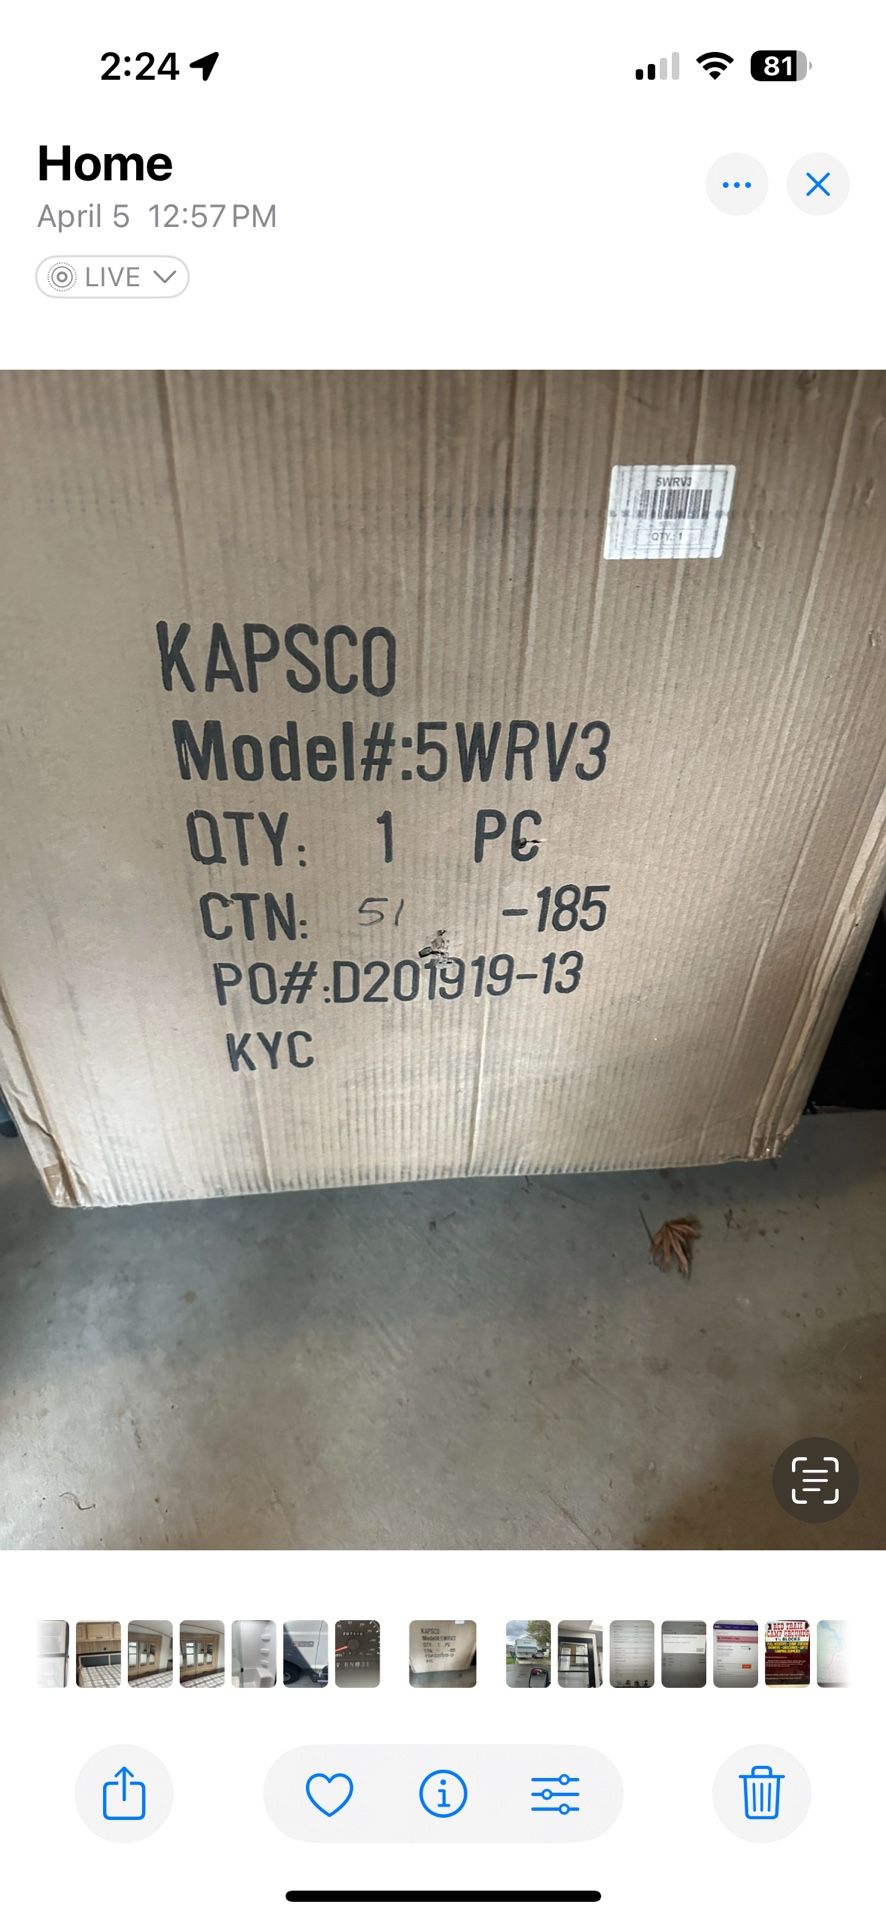 2:24
81
Home
April 5 12:57 PM
LIVE
5WRV3
QTY: 1
KAPSCO
Model#:5WRV3
QTY: 1 PC
CTN: 51 -185
PO#:D201919-13
KYC